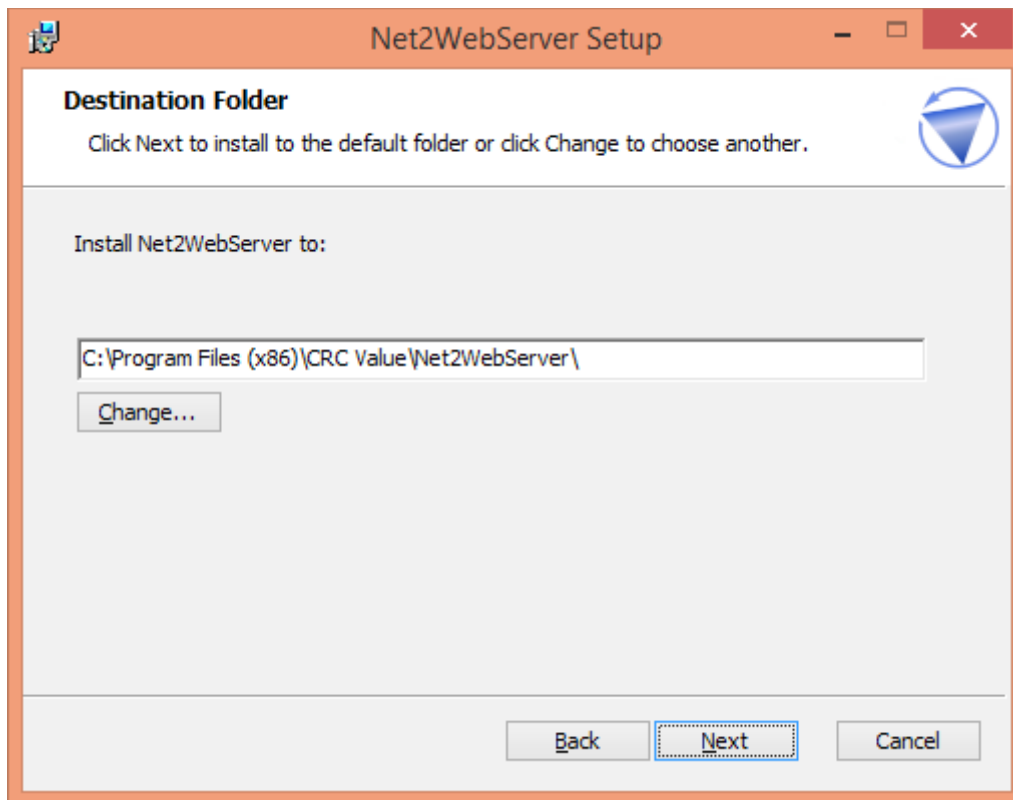 Net2WebServer Setup
Destination Folder
Click Next to install to the default folder or click Change to choose another.
Install Net2WebServer to:
C:\Program Files (x86)\CRC Value\Net2WebServer\
Change...
Back Next Cancel